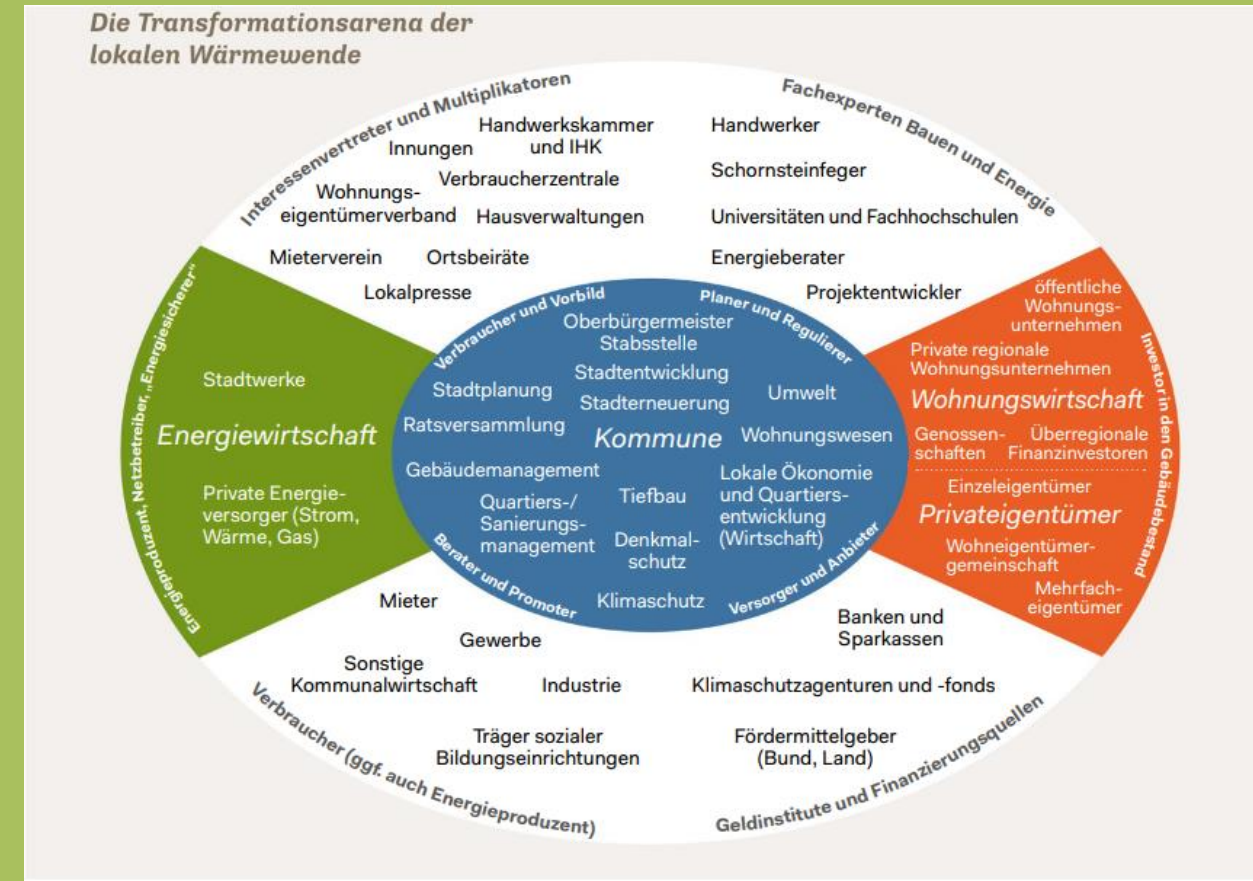 Die Transformationsarena der
lokalen Wärmewende
Interessenvertreter und Multiplikatoren
Handwerkskammer
und IHK
Innungen
Verbraucherzentrale
Wohnungs-
eigentümerverband
Hausverwaltungen
Mieterverein
Ortsbeiräte
Lokalpresse
Fachexperten Bauen und Energie
Handwerker
Schornsteinfeger
Universitäten und Fachhochschulen
Energieberater
Projektentwickler
Energieproduzent, Netzbetreiber, „Energiesicherer"
Stadtwerke
Energiewirtschaft
Private Energie-
versorger (Strom,
Wärme, Gas)
Verbraucher und Vorbild
Planer und Regulierer
Oberbürgermeister
Stabsstelle
Stadtentwicklung
Stadtplanung
Umwelt
Stadterneuerung
Ratsversammlung
Kommune
Wohnungswesen
Gebäudemanagement
Lokale Ökonomie
und Quartiers-
entwicklung
(Wirtschaft)
Quartiers-/
Sanierungs-
management
Tiefbau
Denkmal-
schutz
Klimaschutz
Berater und Promoter
Versorger und Anbieter
öffentliche
Wohnungs-
unternehmen
Private regionale
Wohnungsunternehmen
Wohnungswirtschaft
Genossen-
schaften
Überregionale
Finanzinvestoren
Einzeleigentümer
Privateigentümer
Wohneigentümer-
gemeinschaft
Mehrfach-
eigentümer
Investor in den Gebäudebestand
Mieter
Gewerbe
Sonstige
Kommunalwirtschaft
Industrie
Träger sozialer
Bildungseinrichtungen
Verbraucher (ggf. auch Energieproduzent)
Banken und
Sparkassen
Klimaschutzagenturen und -fonds
Fördermittelgeber
(Bund, Land)
Geldinstitute und Finanzierungsquellen